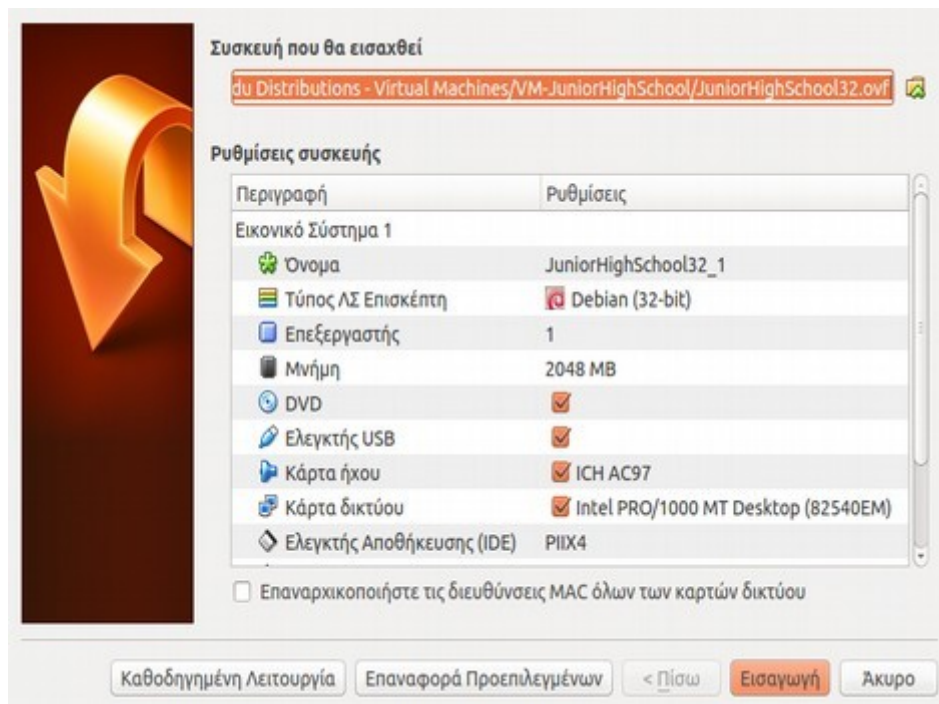 Συσκευή που θα εισαχθεί
du Distributions - Virtual Machines/VM-JuniorHighSchool/JuniorHighSchool32.ovf
Ρυθμίσεις συσκευής
Περιγραφή Ρυθμίσεις
Εικονικό Σύστημα 1
Όνομα JuniorHighSchool32_1
Τύπος ΛΣ Επισκέπτη Debian (32-bit)
Επεξεργαστής 1
Μνήμη 2048 MB
DVD
Ελεγκτής USB
Κάρτα ήχου ICH AC97
Κάρτα δικτύου Intel PRO/1000 MT Desktop (82540EM)
Ελεγκτής Αποθήκευσης (IDE) PIIX4
Επαναρχικοποιήστε τις διευθύνσεις MAC όλων των καρτών δικτύου
Καθοδηγημένη Λειτουργία Επαναφορά Προεπιλεγμένων < Πίσω Εισαγωγή Άκυρο